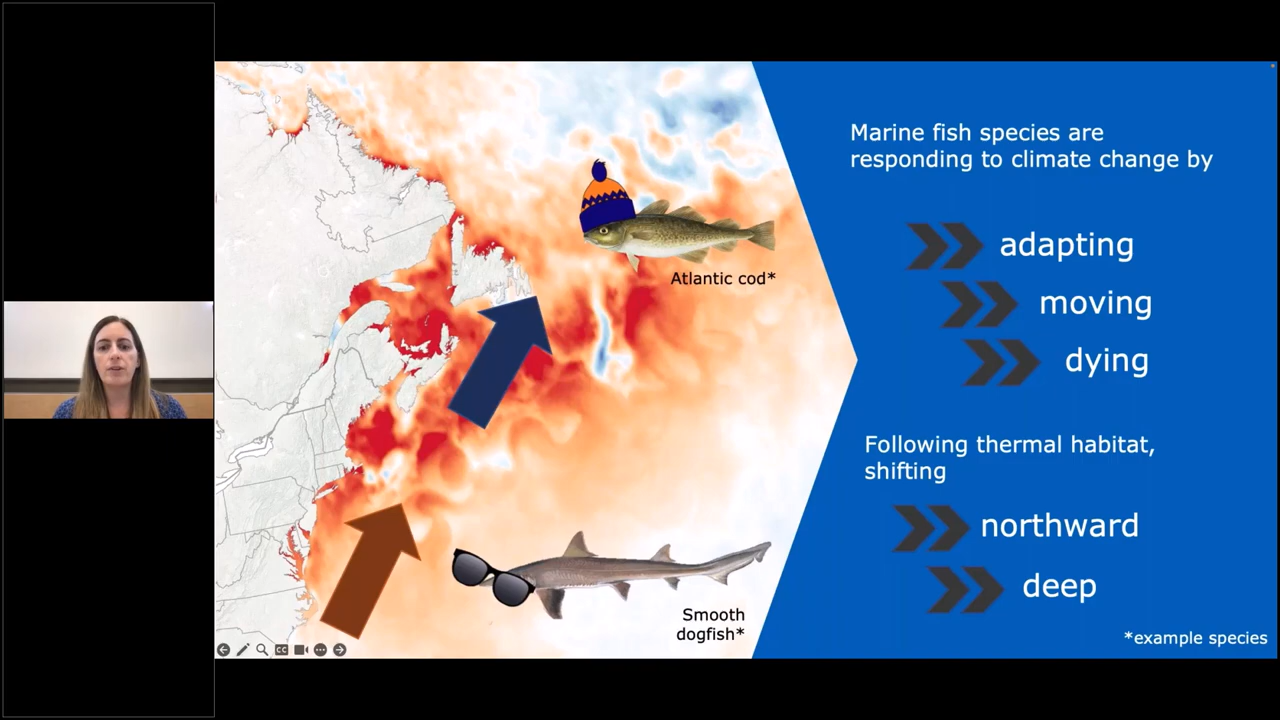 Marine fish species are
responding to climate change by
adapting
moving
dying
Following thermal habitat,
shifting
northward
deep
*example species
Atlantic cod*
Smooth
dogfish*
CC